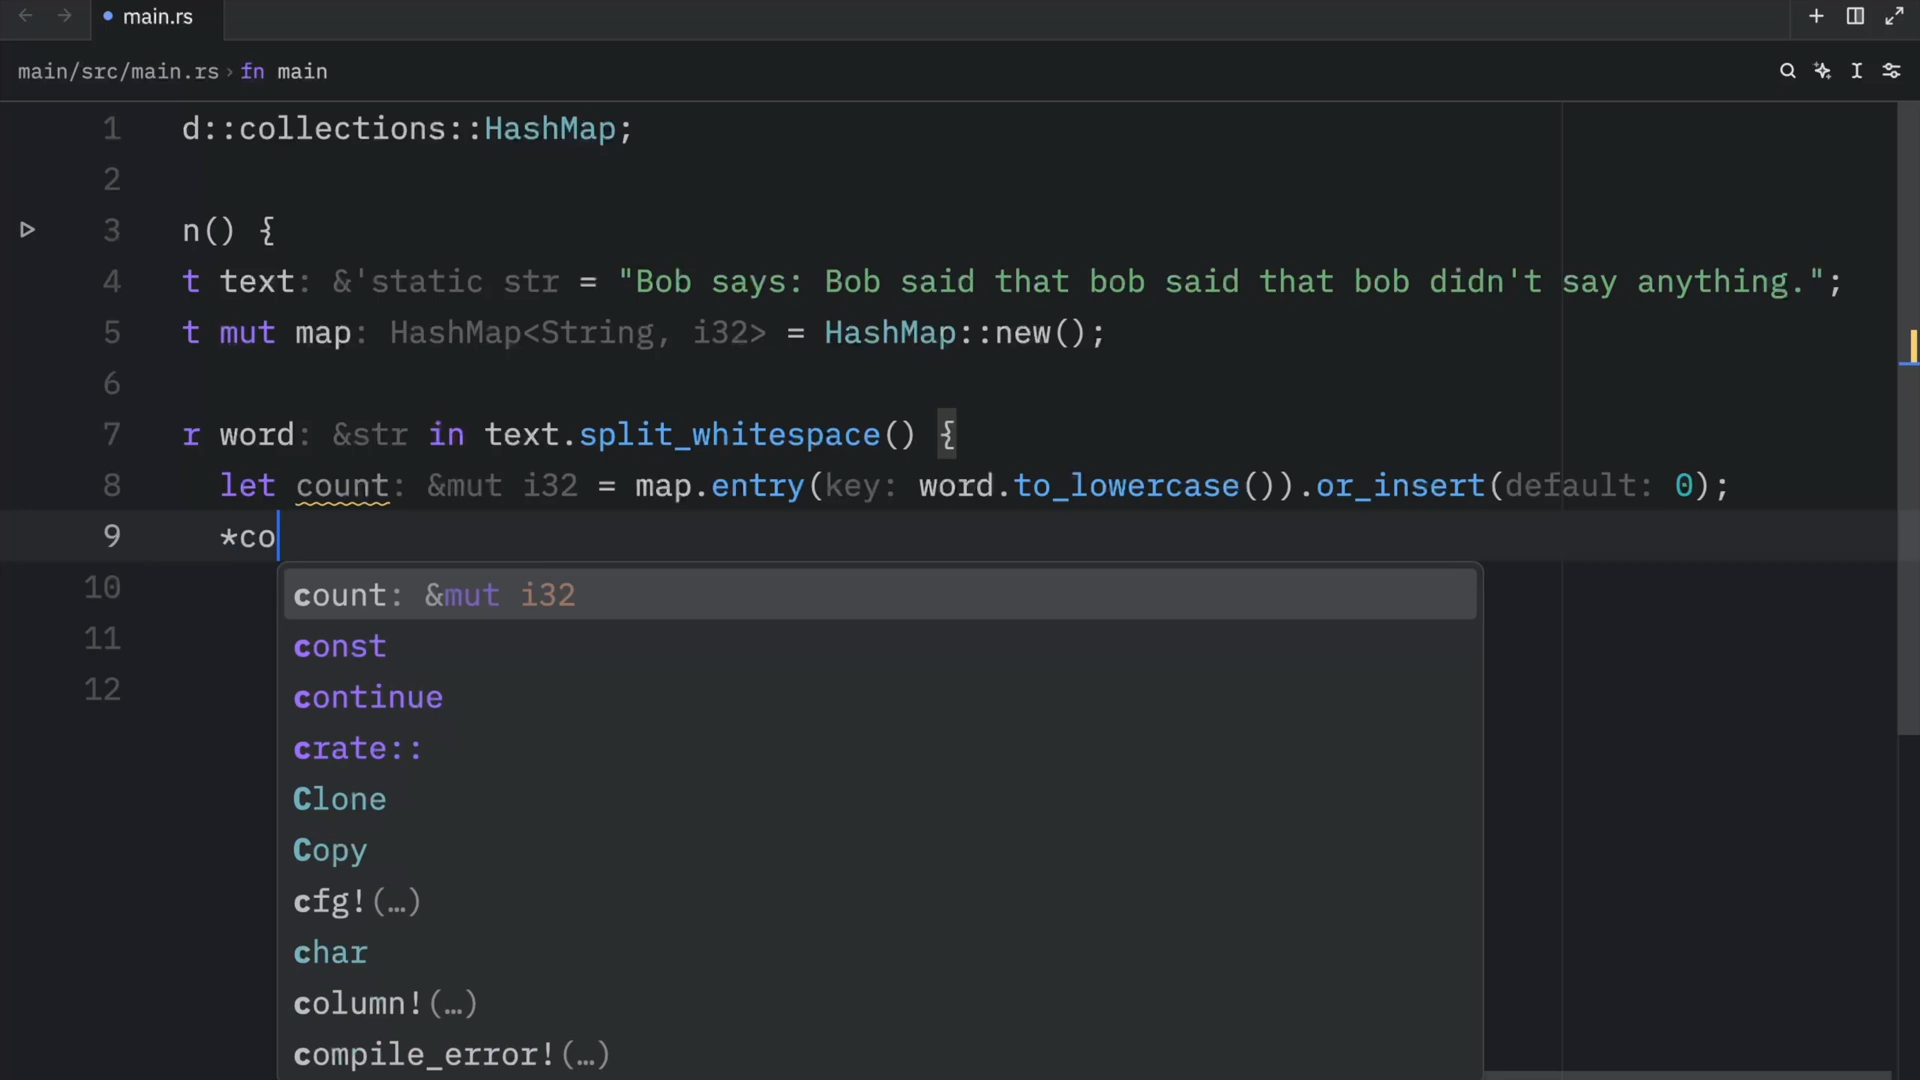 main.rs
main/src/main.rs › fn main
1 d::collections::HashMap;
2
3 n() {
4 t text: &'static str = "Bob says: Bob said that bob said that bob didn't say anything.";
5 t mut map: HashMap<String, i32> = HashMap::new();
6
7 r word: &str in text.split_whitespace() {
8 let count: &mut i32 = map.entry(key: word.to_lowercase()).or_insert(default: 0);
9 *co
10
count: &mut i32
11
const
12
continue
crate::
Clone
Copy
cfg!(…)
char
column!(…)
compile_error!(…)